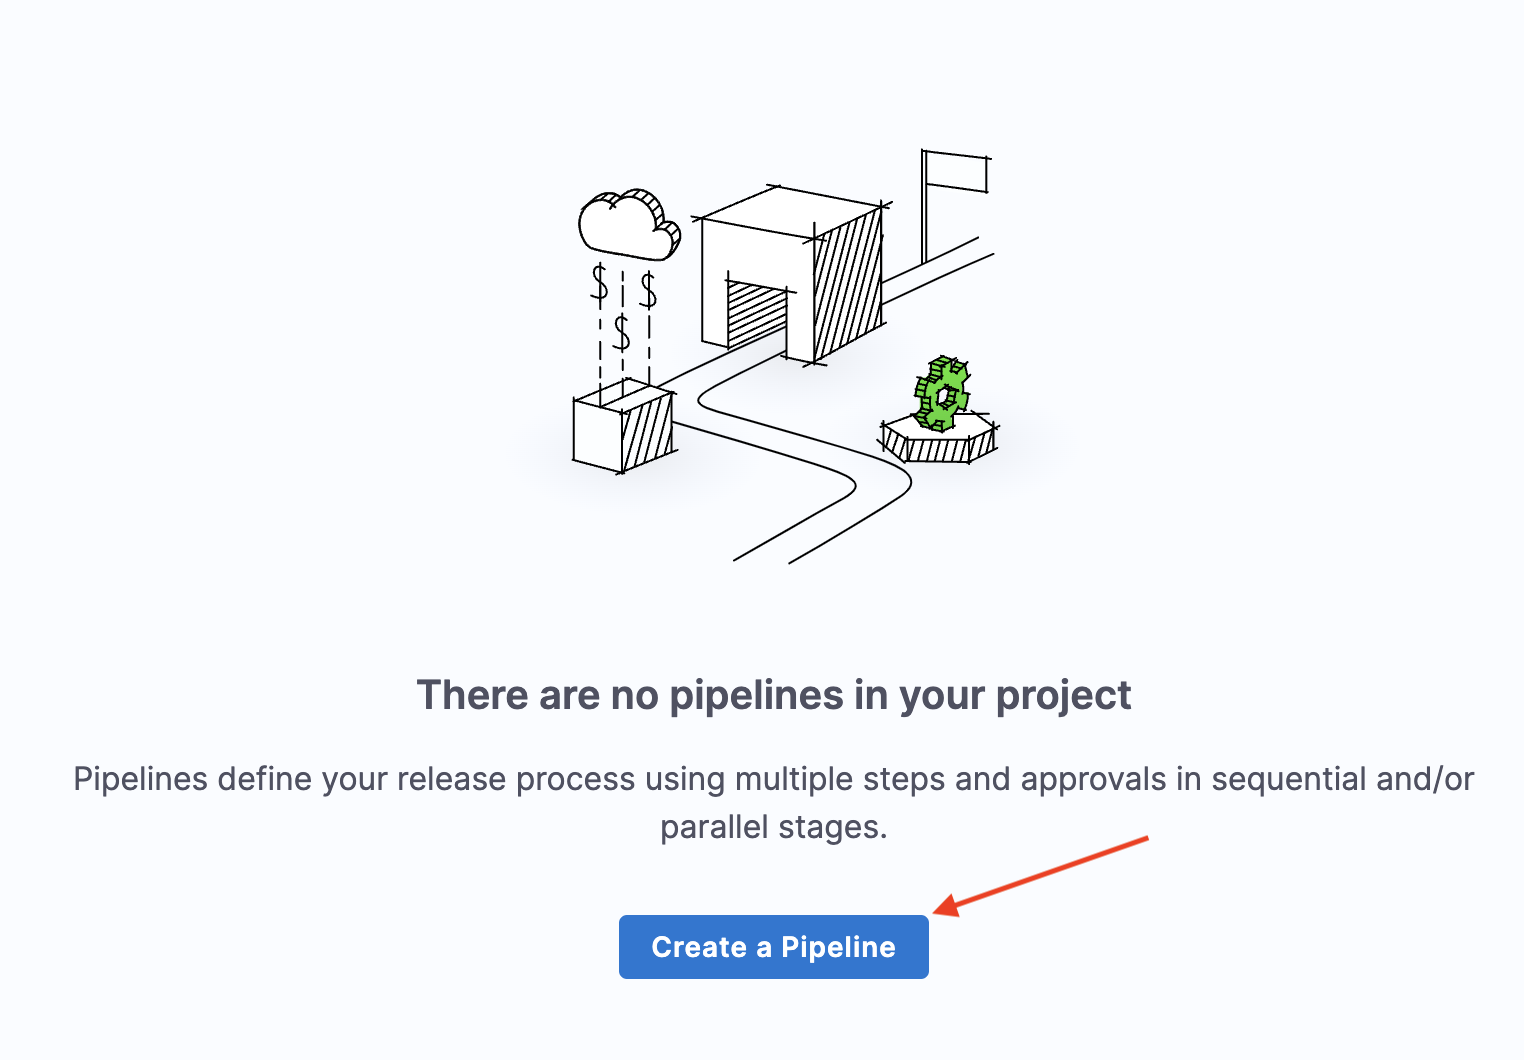 $ $
$
There are no pipelines in your project
Pipelines define your release process using multiple steps and approvals in sequential and/or
parallel stages.
Create a Pipeline